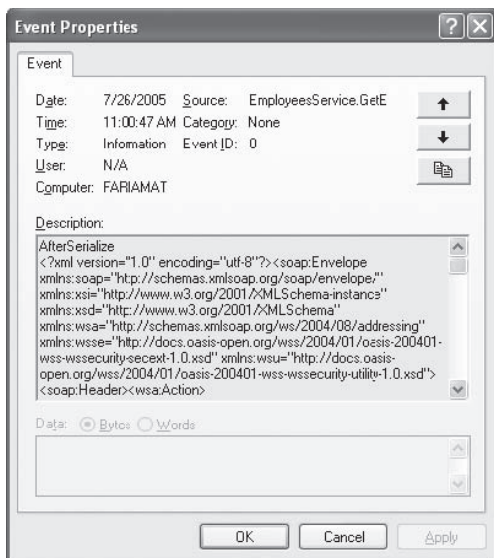 Event Properties
Event
Date: 7/26/2005 Source: EmployeesService.GetE
Time: 11:00:47 AM Category: None
Type: Information Event ID: 0
User: N/A
Computer: FARIAMAT
Description:
AfterSerialize
<?xml version="1.0" encoding="utf-8"?><soap:Envelope
xmlns:soap="http://schemas.xmlsoap.org/soap/envelope/"
xmlns:xsi="http://www.w3.org/2001/XMLSchema-instance"
xmlns:xsd="http://www.w3.org/2001/XMLSchema"
xmlns:wsa="http://schemas.xmlsoap.org/ws/2004/08/addressing"
xmlns:wsse="http://docs.oasis-open.org/wss/2004/01/oasis-200401-
wss-wssecurity-secext-1.0.xsd" xmlns:wsu="http://docs.oasis-
open.org/wss/2004/01/oasis-200401-wss-wssecurity-utility-1.0.xsd">
<soap:Header><wsa:Action>
Data: Bytes Words
OK Cancel Apply